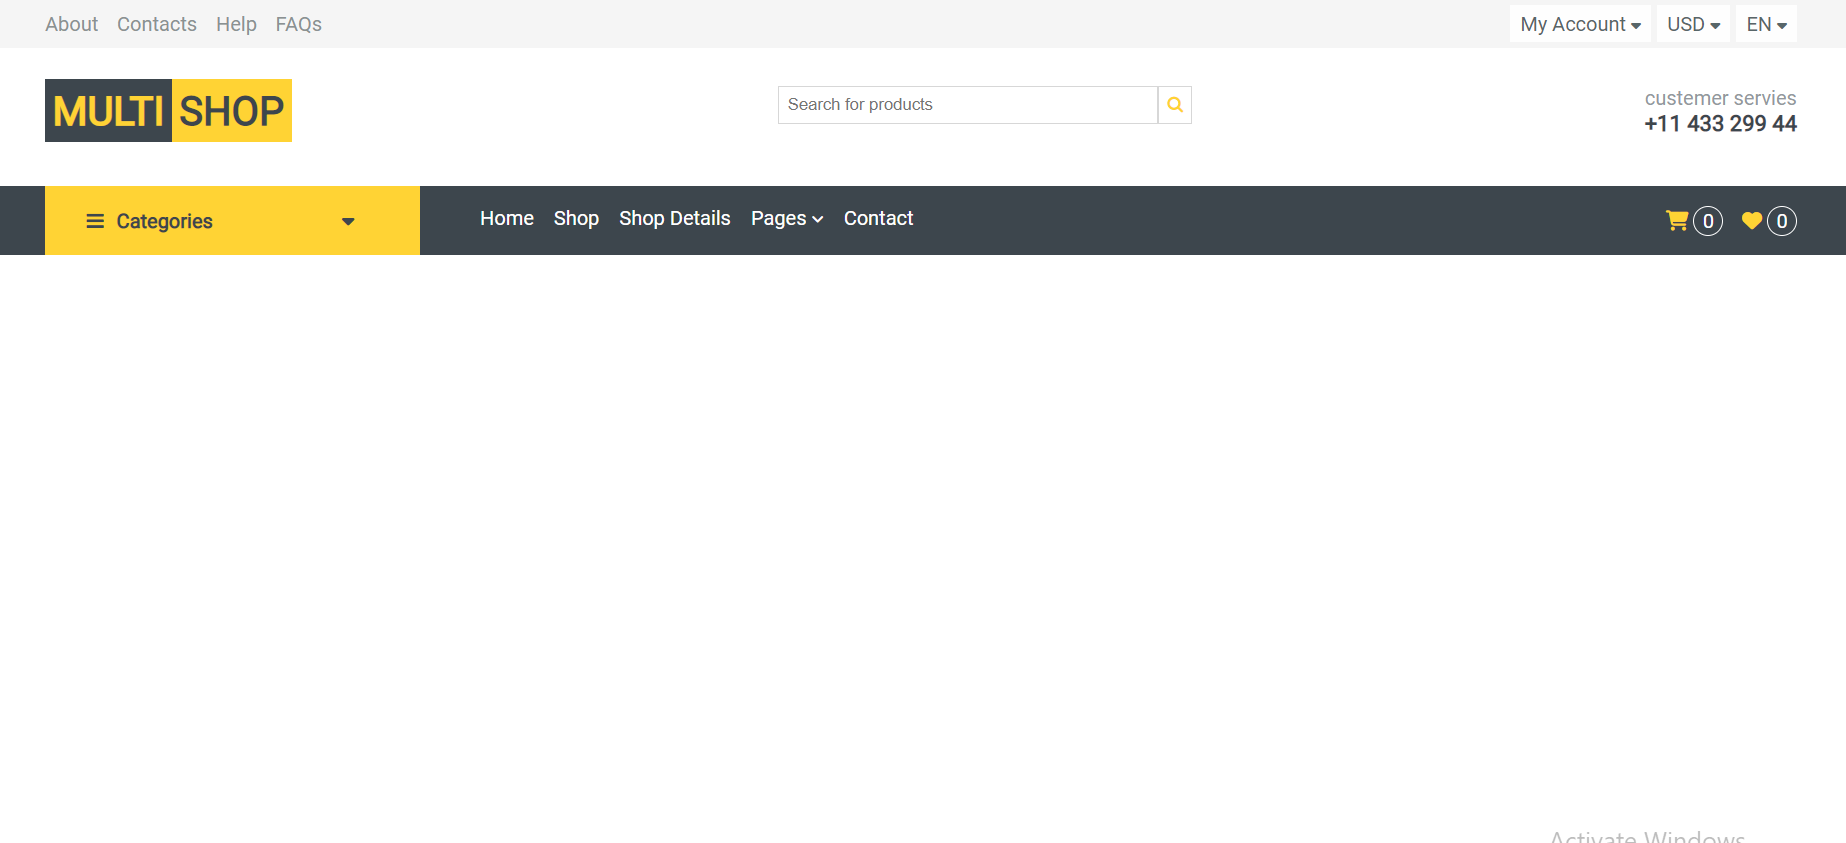 About Contacts Help FAQs My Account USD EN
MULTI SHOP
Search for products
custemer servies
+11 433 299 44
Categories
Home Shop Shop Details Pages Contact
0 0
Activate Windows